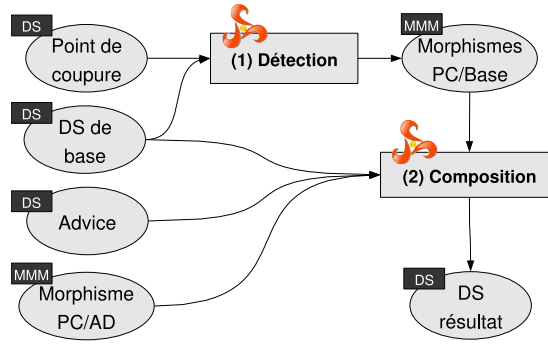 DS
Point de
coupure
(1) Détection
MMM
Morphismes
PC/Base
DS
DS de
base
(2) Composition
DS
Advice
MMM
Morphisme
PC/AD
DS
DS
résultat